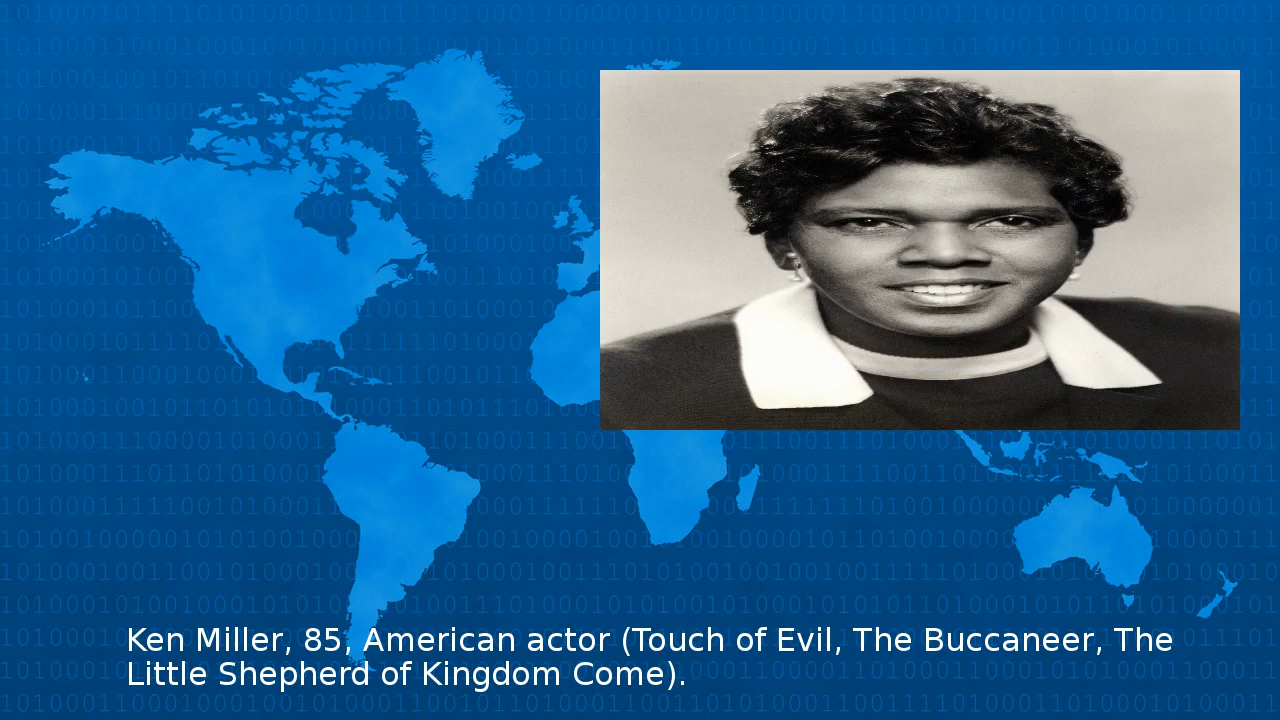 Ken Miller, 85, American actor (Touch of Evil, The Buccaneer, The
Little Shepherd of Kingdom Come).